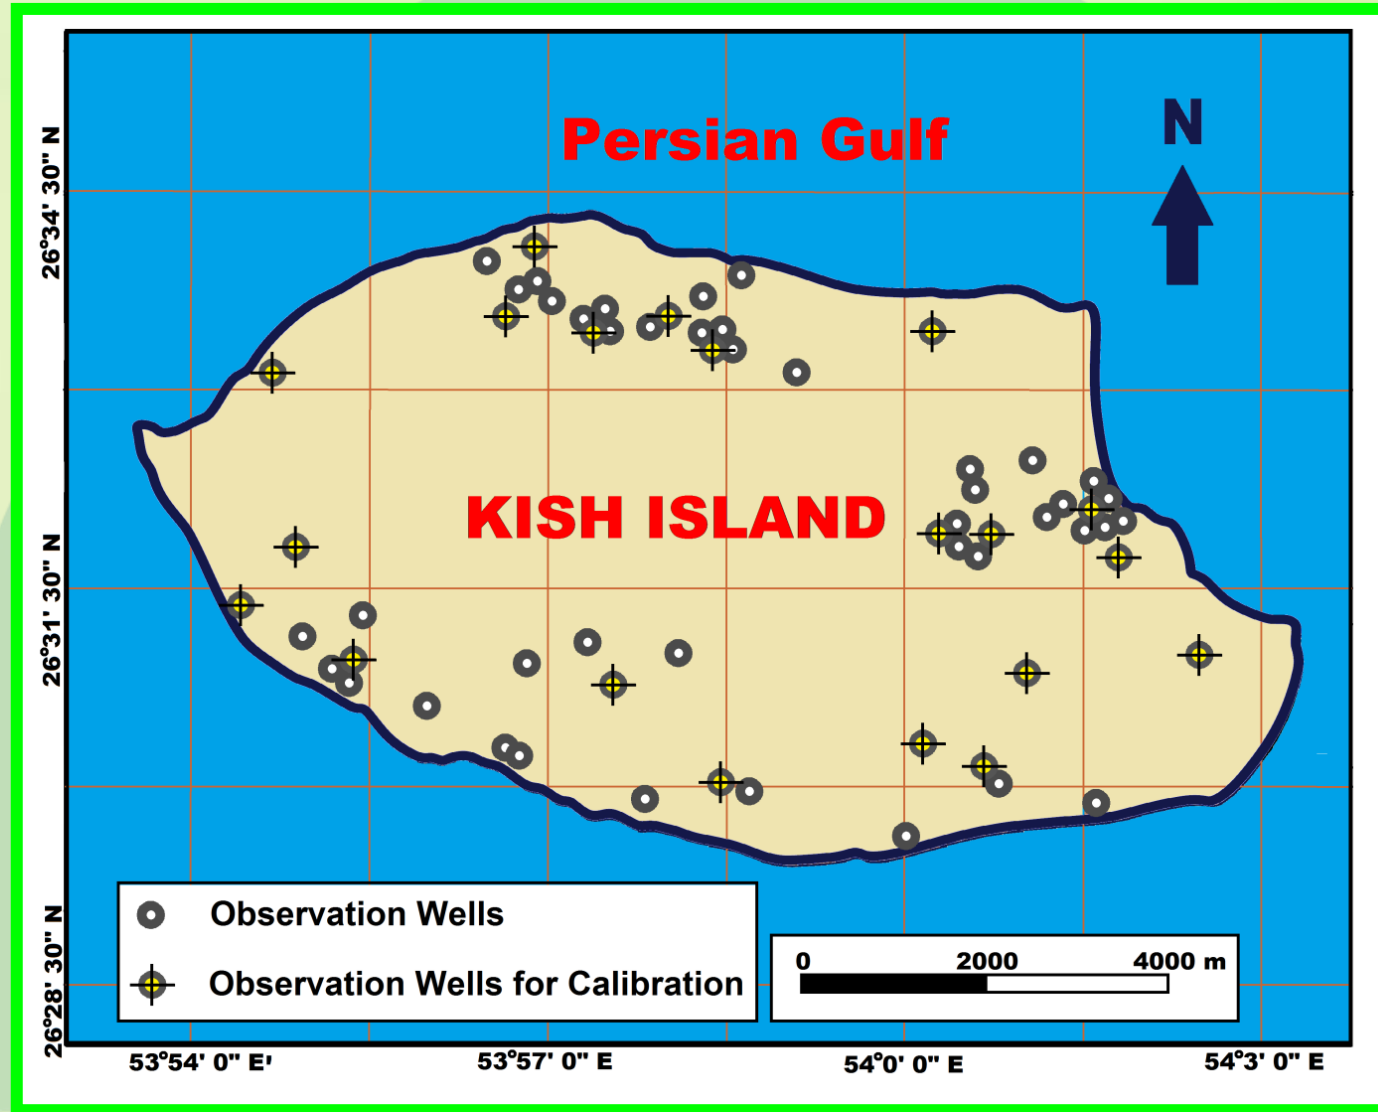 Persian Gulf
N
KISH ISLAND
26°34' 30" N
26°31' 30" N
26°28' 30" N
Observation Wells
Observation Wells for Calibration
0 2000 4000 m
53°54' 0" E'
53°57' 0" E
54°0' 0" E
54°3' 0" E